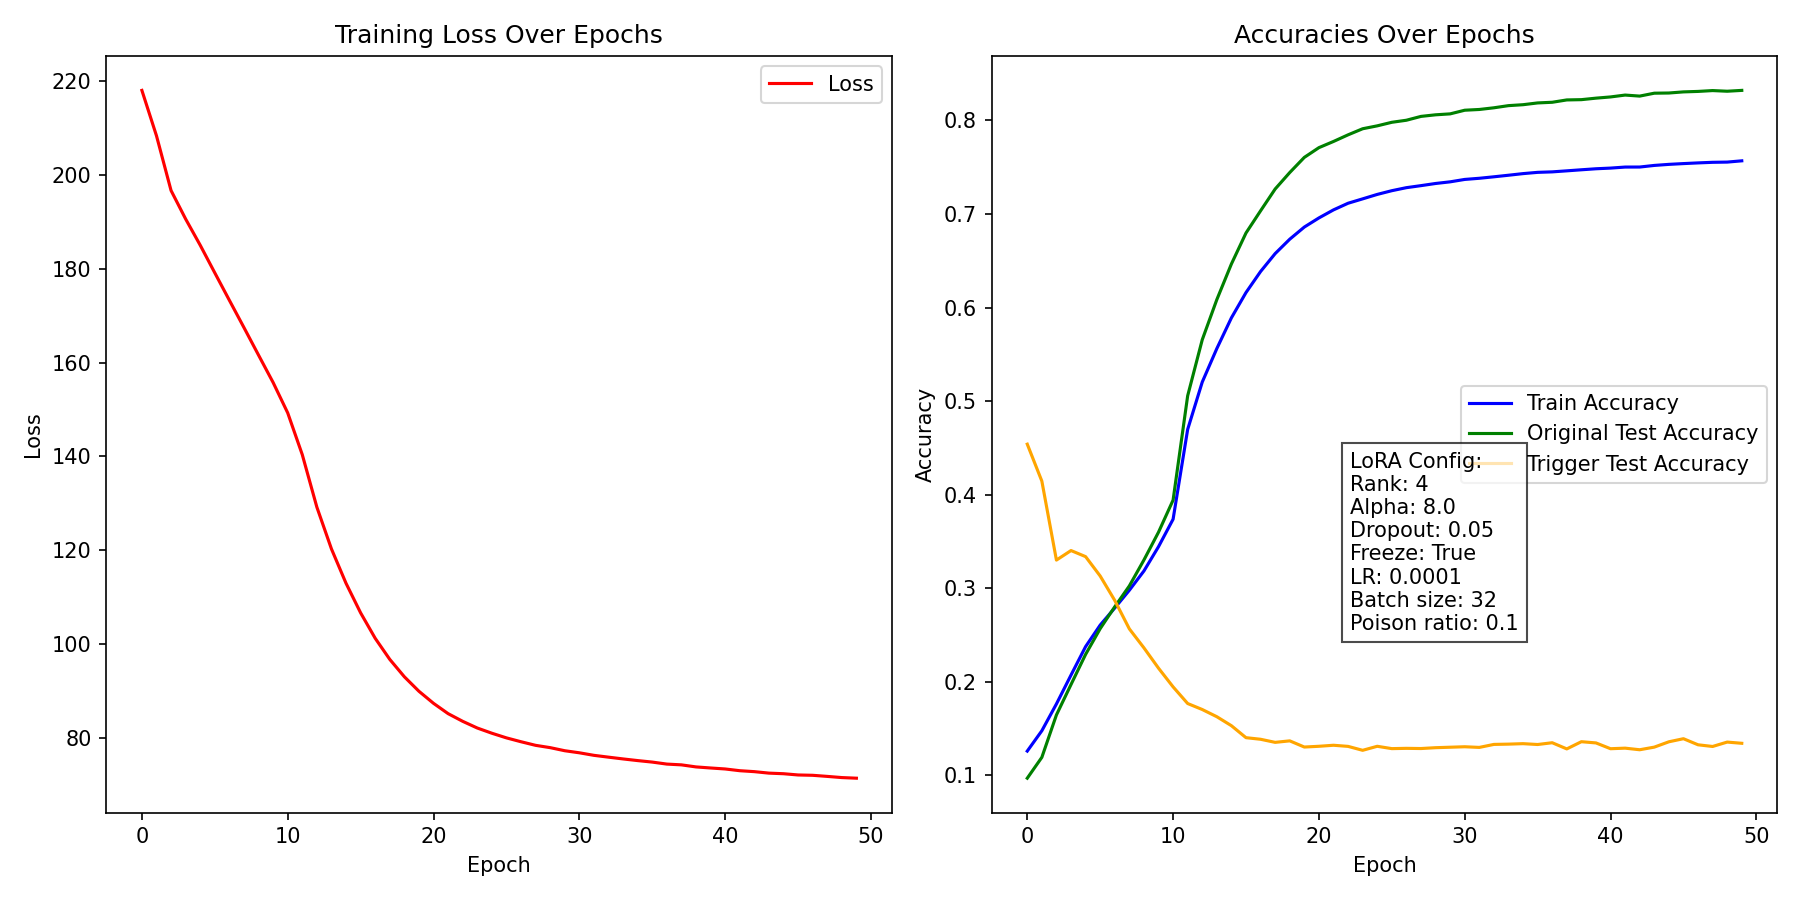 Training Loss Over Epochs
Loss
220
200
180
160
140
120
100
80
Loss
0 10 20 30 40 50
Epoch
Accuracies Over Epochs
0.8
0.7
0.6
0.5
0.4
0.3
0.2
0.1
Accuracy
Train Accuracy
Original Test Accuracy
Trigger Test Accuracy
LoRA Config:
Rank: 4
Alpha: 8.0
Dropout: 0.05
Freeze: True
LR: 0.0001
Batch size: 32
Poison ratio: 0.1
0 10 20 30 40 50
Epoch